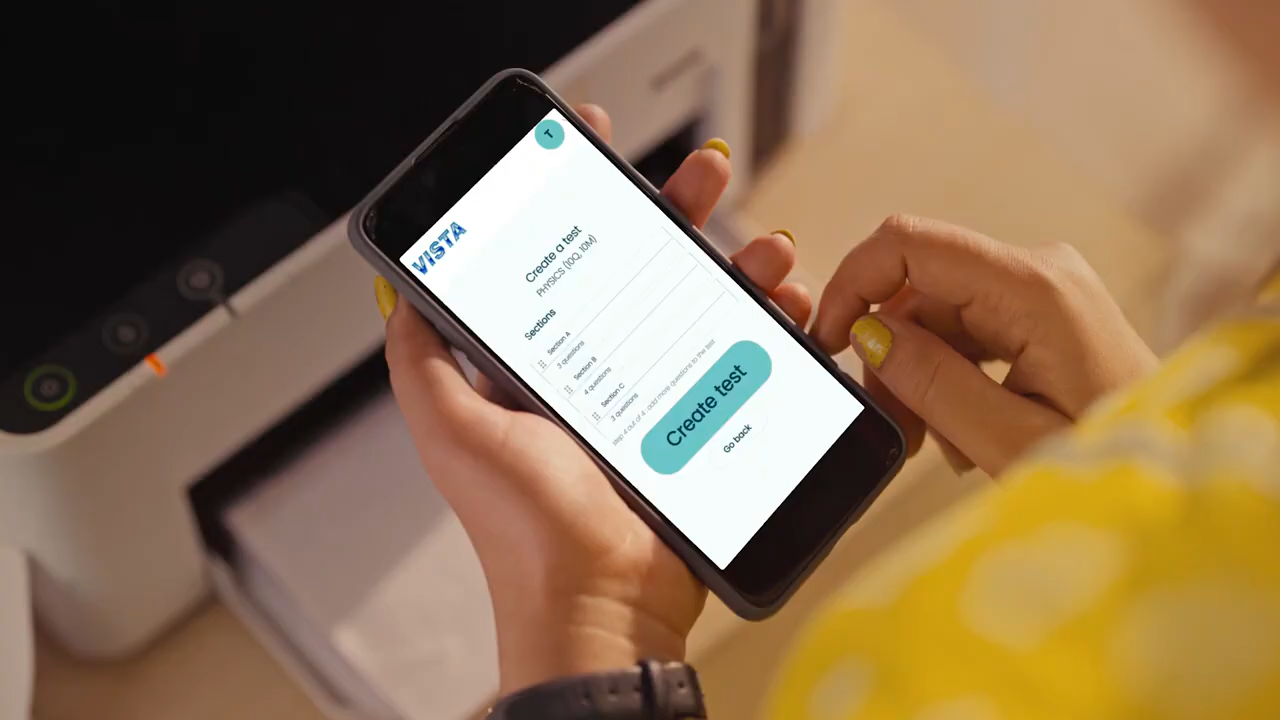 T
VISTA
Create a test
PHYSICS (10Q, 10M)
Sections
Section A
3 questions
Section B
4 questions
Section C
3 questions
step 4 out of 4 : add more questions to the test
Create test
Go back